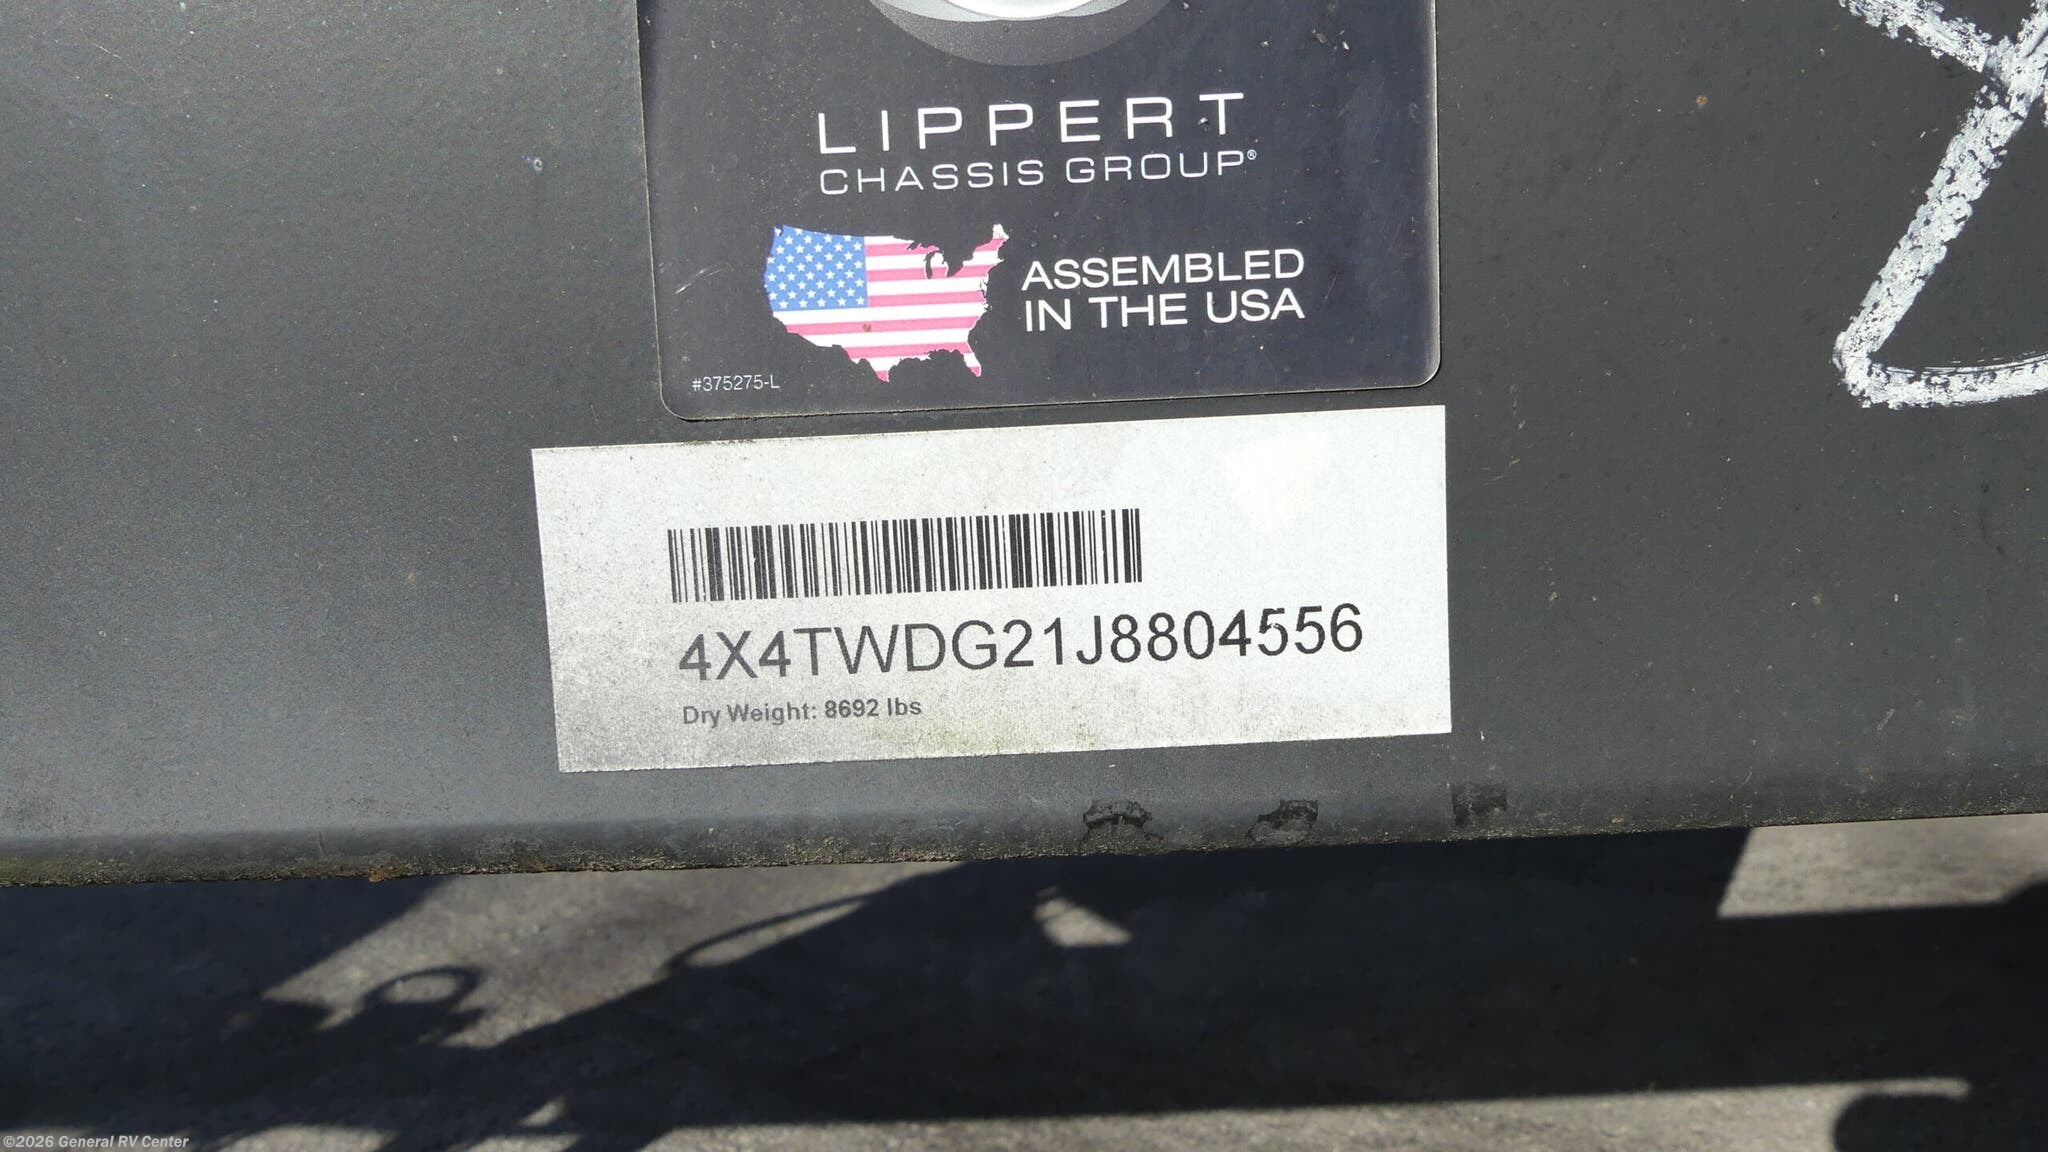 LIPPERT
CHASSIS GROUP®
ASSEMBLED
IN THE USA
#375275-L
4X4TWDG21J8804556
Dry Weight: 8692 lbs
©2026 General RV Center